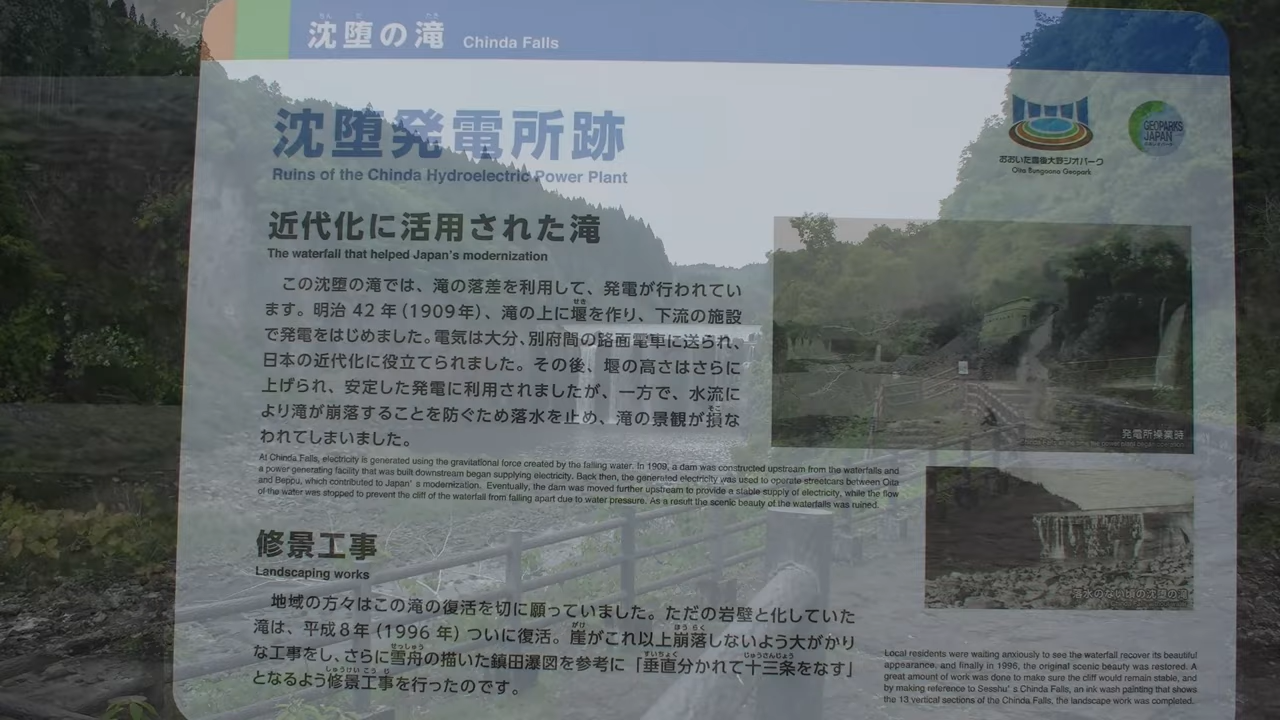 沈堕の滝 Chinda Falls
沈堕発電所跡
Ruins of the Chinda Hydroelectric Power Plant
おおいた豊後大野ジオパーク
Oita Bungoono Geopark
GEOPARKS
JAPAN
近代化に活用された滝
The waterfall that helped Japan's modernization
この沈堕の滝では、滝の落差を利用して、発電が行われてい
ます。明治 42 年（1909年）、滝の上に堰を作り、下流の施設
で発電をはじめました。電気は大分、別府間の路面電車に送られ、
日本の近代化に役立てられました。その後、堰の高さはさらに
上げられ、安定した発電に利用されましたが、一方で、水流に
より滝が崩落することを防ぐため落水を止め、滝の景観が損な
われてしまいました。
At Chinda Falls, electricity is generated using the gravitational force created by the falling water. In 1909, a dam was constructed upstream from the waterfalls and
a power generating facility that was built downstream began supplying electricity. Back then, the generated electricity was used to operate streetcars between Oita
and Beppu, which contributed to Japan's modernization. Eventually, the dam was moved further upstream to provide a stable supply of electricity, while the flow
of the water was stopped to prevent the cliff of the waterfall from falling apart due to water pressure. As a result the scenic beauty of the waterfalls was ruined.
発電所操業時
落水のない頃の沈堕の滝
修景工事
Landscaping works
地域の方々はこの滝の復活を切に願っていました。ただの岩壁と化していた
滝は、平成8年（1996 年）ついに復活。崖がこれ以上崩落しないよう大がかり
な工事をし、さらに雪舟の描いた鎮田瀑図を参考に「垂直分かれて十三条をなす」
となるよう修景工事を行ったのです。
Local residents were waiting anxiously to see the waterfall recover its beautiful
appearance, and finally in 1996, the original scenic beauty was restored. A
great amount of work was done to make sure the cliff would remain stable, and
by making reference to Sesshu's Chinda Falls, an ink wash painting that shows
the 13 vertical sections of the Chinda Falls, the landscape work was completed.